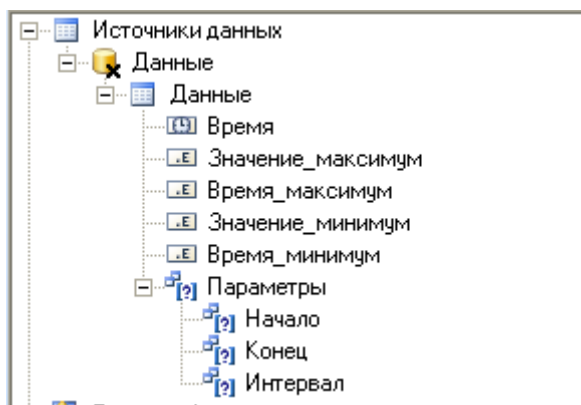 Источники данных
Данные
Данные
Время
Значение_максимум
Время_максимум
Значение_минимум
Время_минимум
Параметры
Начало
Конец
Интервал